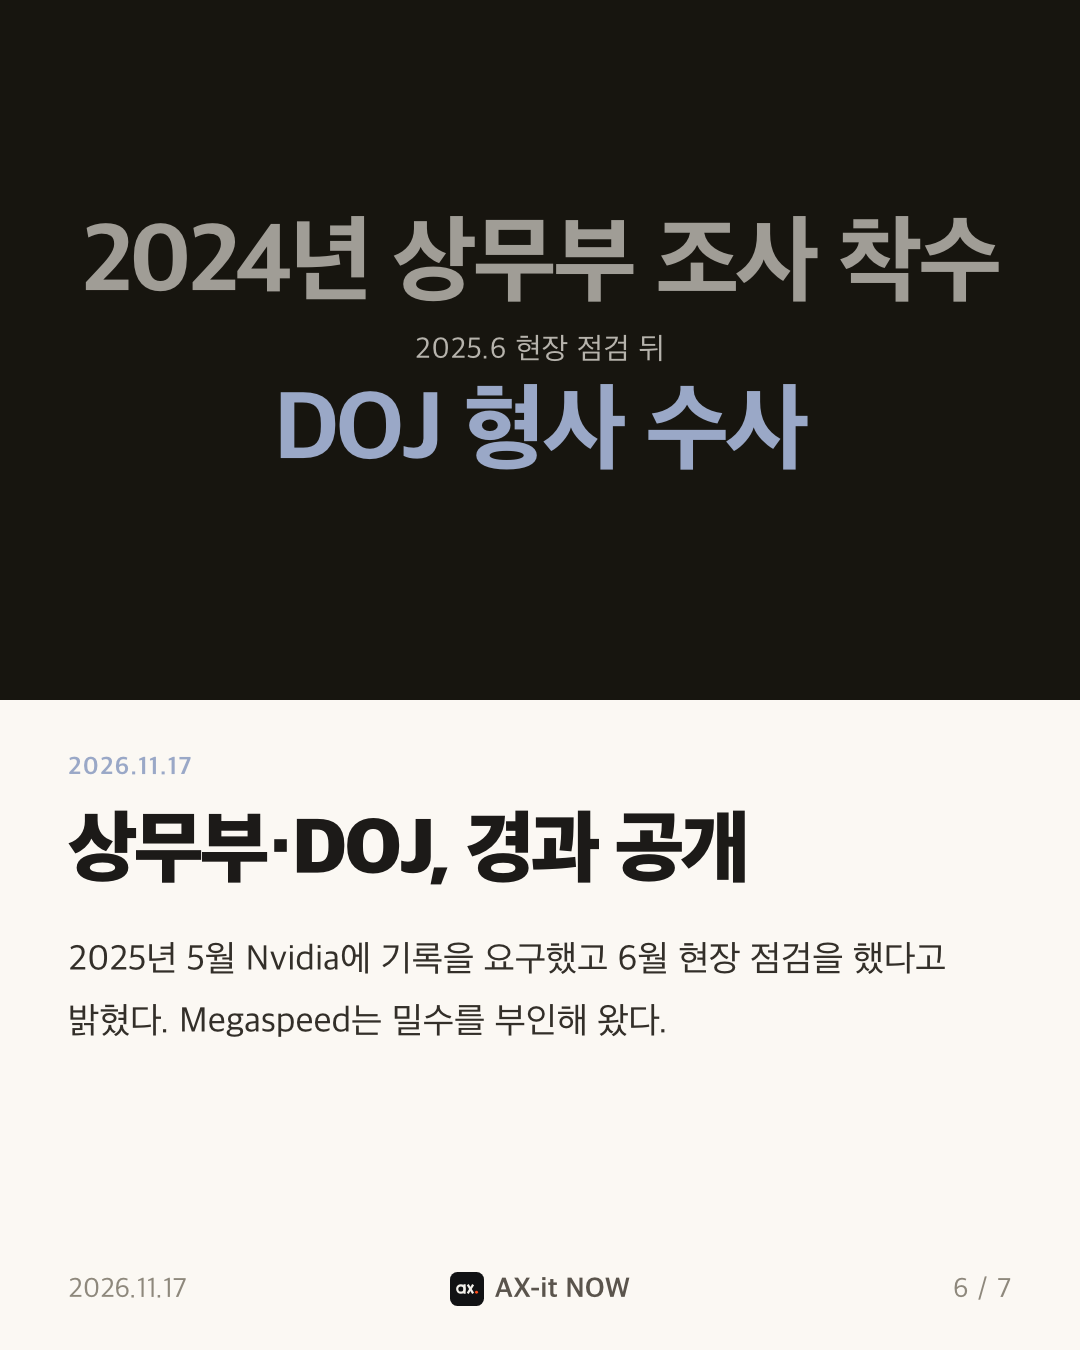 2024년 상무부 조사 착수
2025.6 현장 점검 뒤
DOJ 형사 수사
2026.11.17
상무부·DOJ, 경과 공개
2025년 5월 Nvidia에 기록을 요구했고 6월 현장 점검을 했다고
밝혔다. Megaspeed는 밀수를 부인해 왔다.
2026.11.17
ax. AX-it NOW
6 / 7